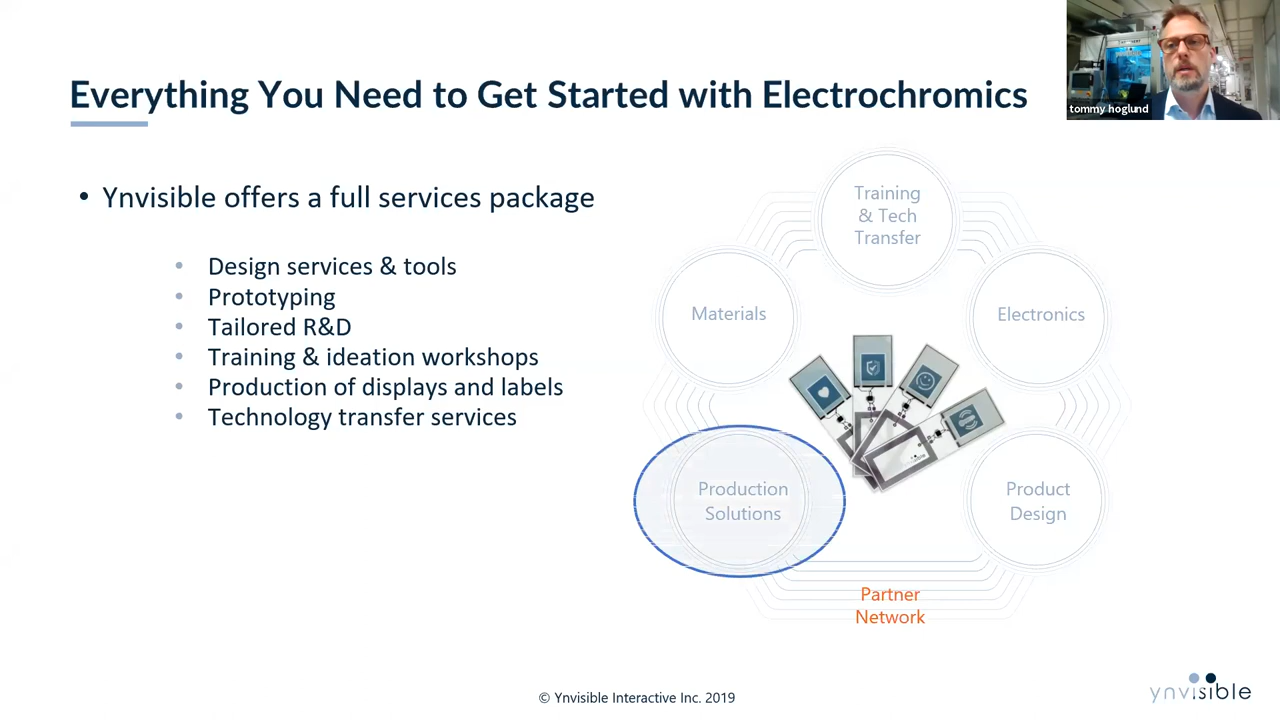 Everything You Need to Get Started with Electrochromics
tommy hoglund
• Ynvisible offers a full services package
• Design services & tools
• Prototyping
• Tailored R&D
• Training & ideation workshops
• Production of displays and labels
• Technology transfer services
Training
& Tech
Transfer
Materials
Electronics
Production
Solutions
Product
Design
Partner
Network
© Ynvisible Interactive Inc. 2019
ynvisible